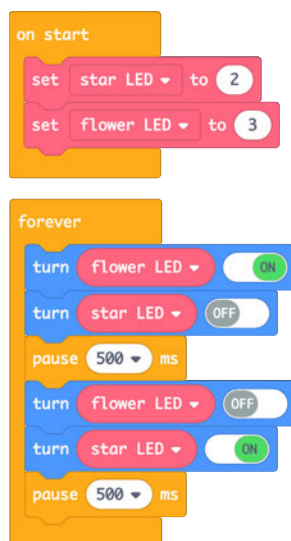 on start
set star LED to 2
set flower LED to 3
forever
turn flower LED ON
turn star LED OFF
pause 500 ms
turn flower LED OFF
turn star LED ON
pause 500 ms